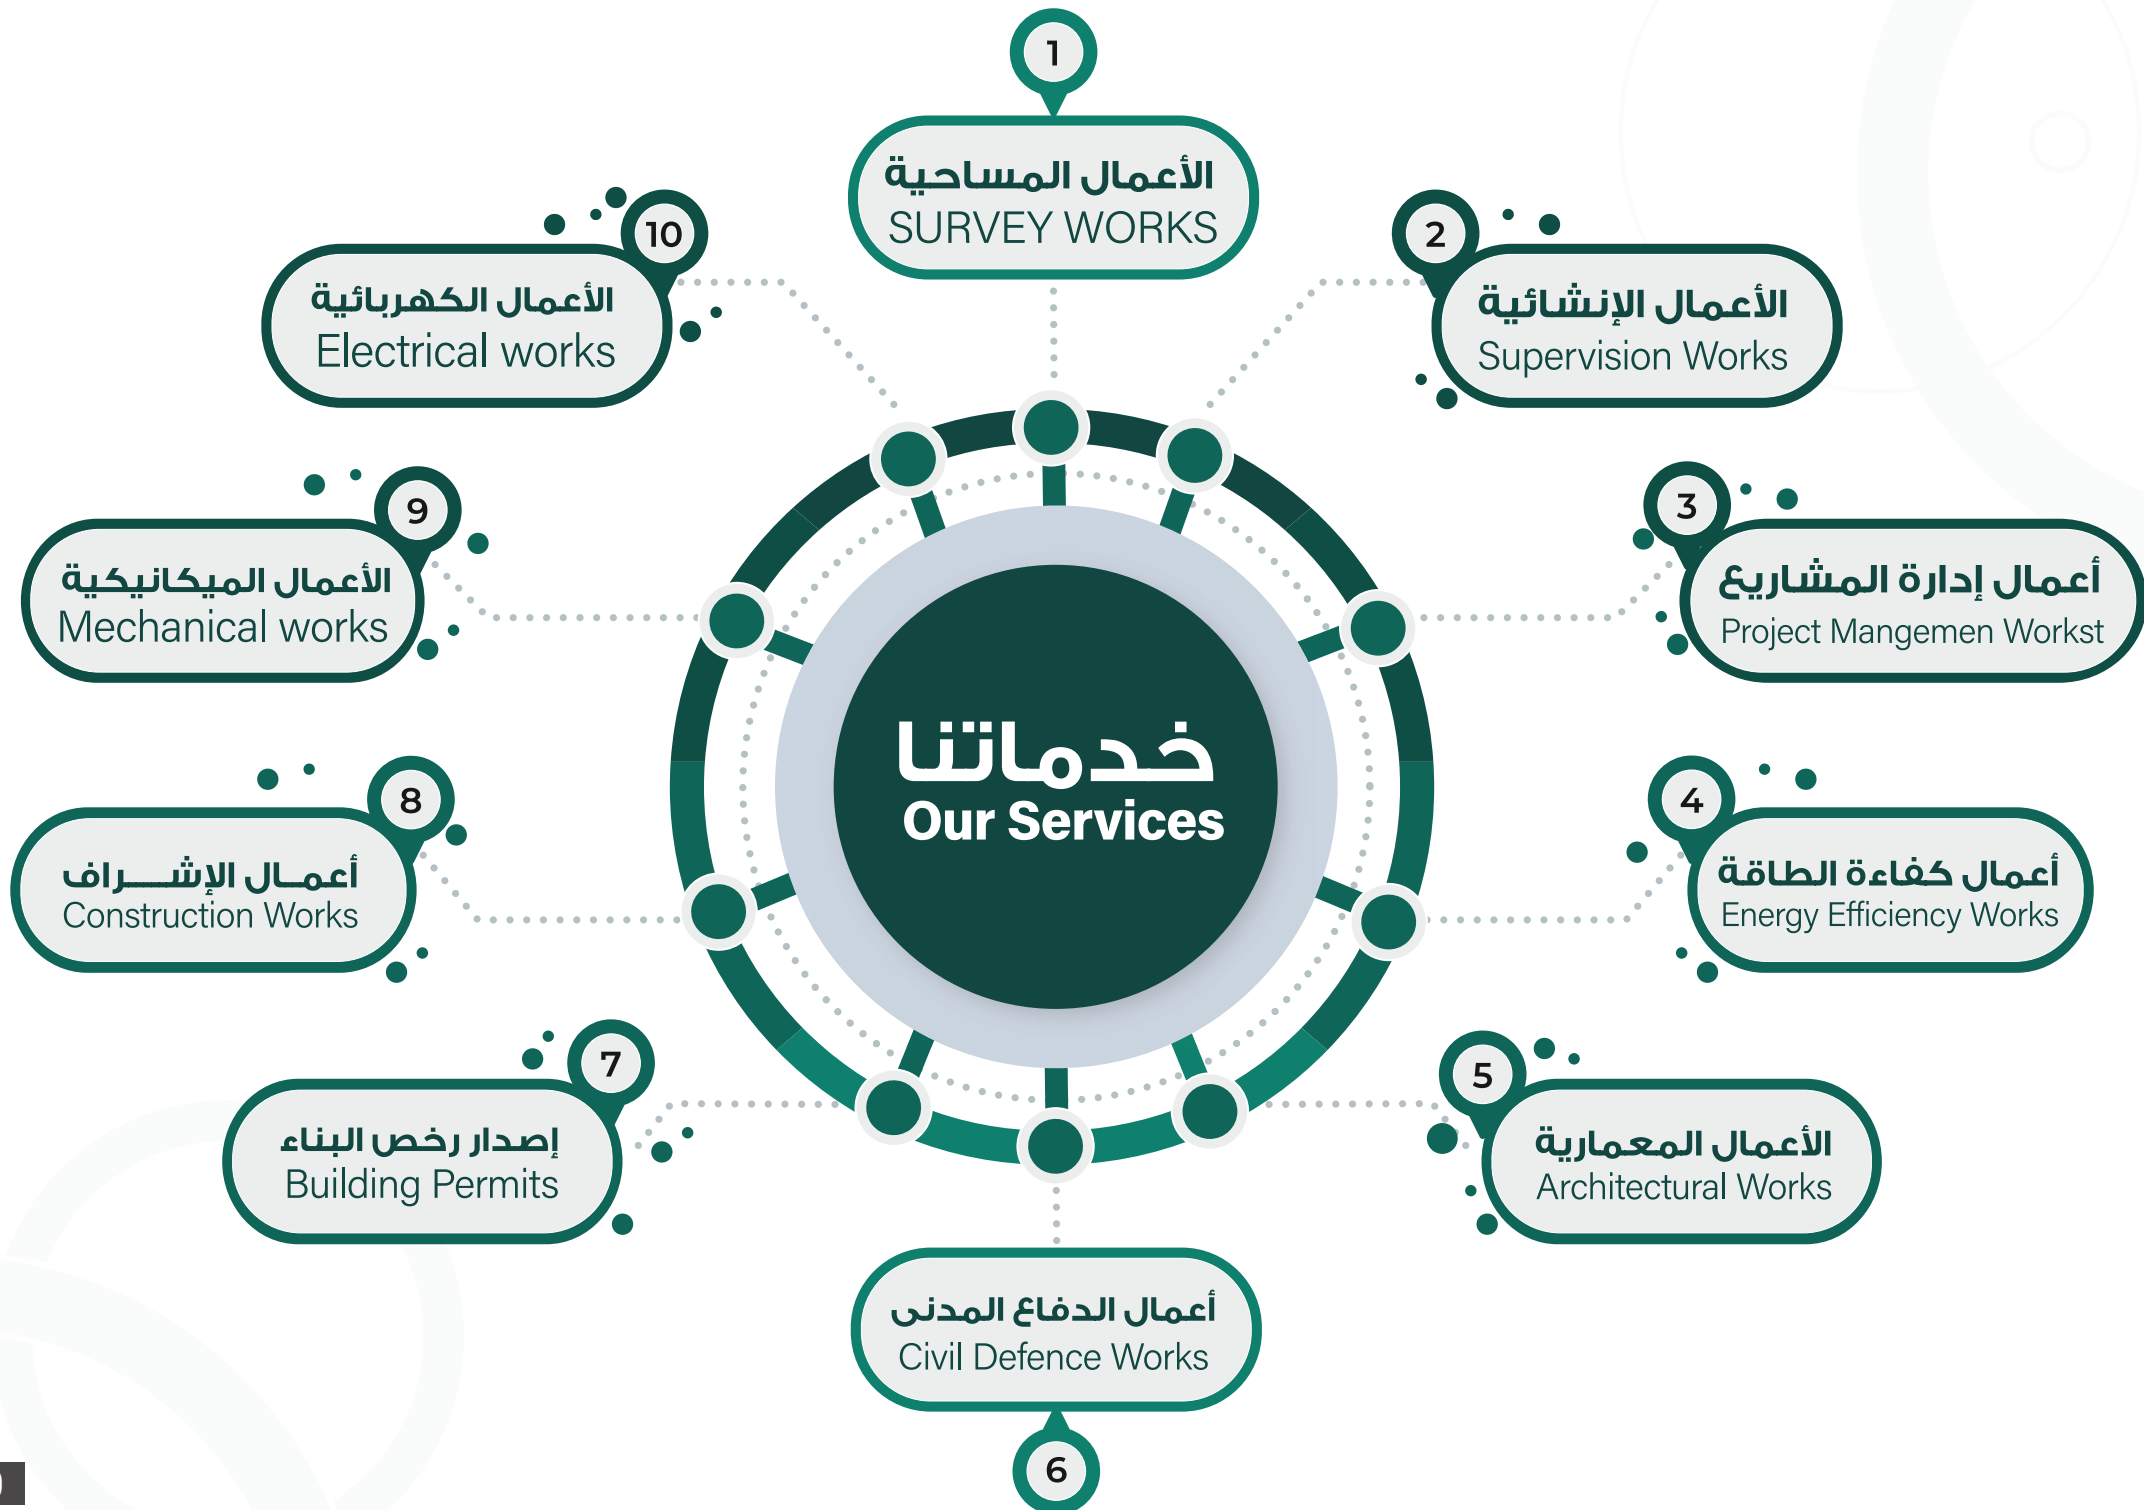 خدماتنا
Our Services
1
الأعمال المساحية
SURVEY WORKS
2
الأعمال الإنشائية
Supervision Works
3
أعمال إدارة المشاريع
Project Mangemen Workst
4
أعمال كفاءة الطاقة
Energy Efficiency Works
5
الأعمال المعمارية
Architectural Works
أعمال الدفاع المدنى
Civil Defence Works
6
7
إصدار رخص البناء
Building Permits
8
أعمــال الإشـــــراف
Construction Works
9
الأعمال الميكانيكية
Mechanical works
10
الأعمال الكهربائية
Electrical works